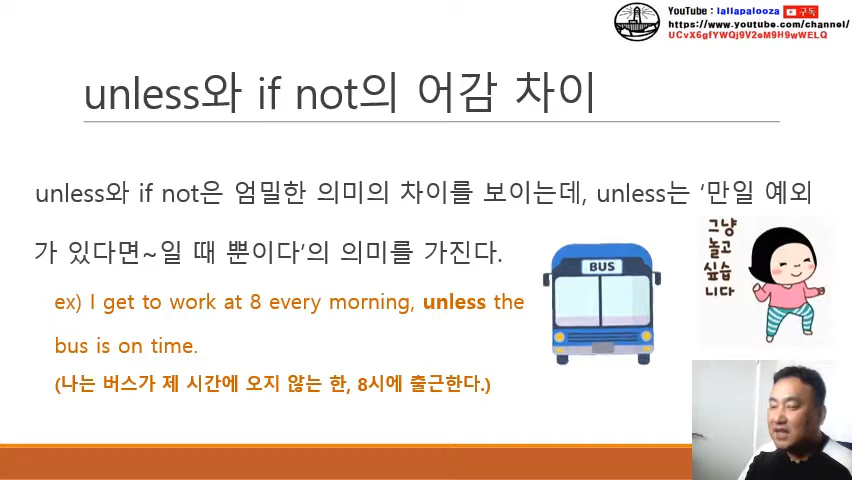 YouTube : lallapalooza 구독
https://www.youtube.com/channel/
UCvX6gfYWQj9V2eM9H9wWELQ
unless와 if not의 어감 차이
unless와 if not은 엄밀한 의미의 차이를 보이는데, unless는 ‘만일 예외
가 있다면~일 때 뿐이다’의 의미를 가진다.
그냥
놀고
싶습
니다
BUS
ex) I get to work at 8 every morning, unless the
bus is on time.
(나는 버스가 제 시간에 오지 않는 한, 8시에 출근한다.)